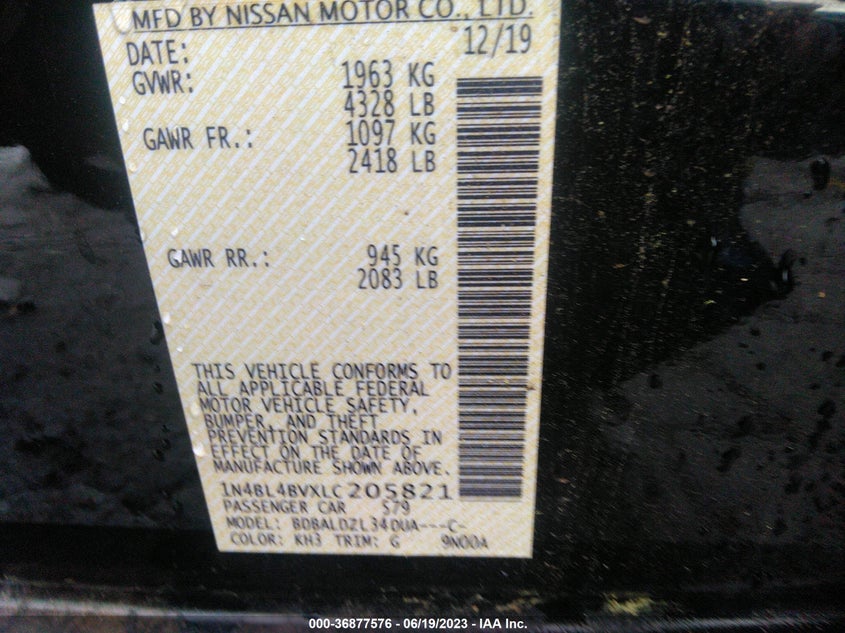 MFD BY NISSAN MOTOR CO., LTD.
DATE: 12/19
GVWR: 1963 KG
4328 LB
GAWR FR.: 1097 KG
2418 LB
GAWR RR.: 945 KG
2083 LB
THIS VEHICLE CONFORMS TO
ALL APPLICABLE FEDERAL
MOTOR VEHICLE SAFETY,
BUMPER, AND THEFT
PREVENTION STANDARDS IN
EFFECT ON THE DATE OF
MANUFACTURE SHOWN ABOVE.
1N4BL4BVXLC205821
PASSENGER CAR S79
MODEL: BDBALDZL34DUA---C-
COLOR: KH3 TRIM: G 9N00A
000-36877576 - 06/19/2023 - IAA Inc.